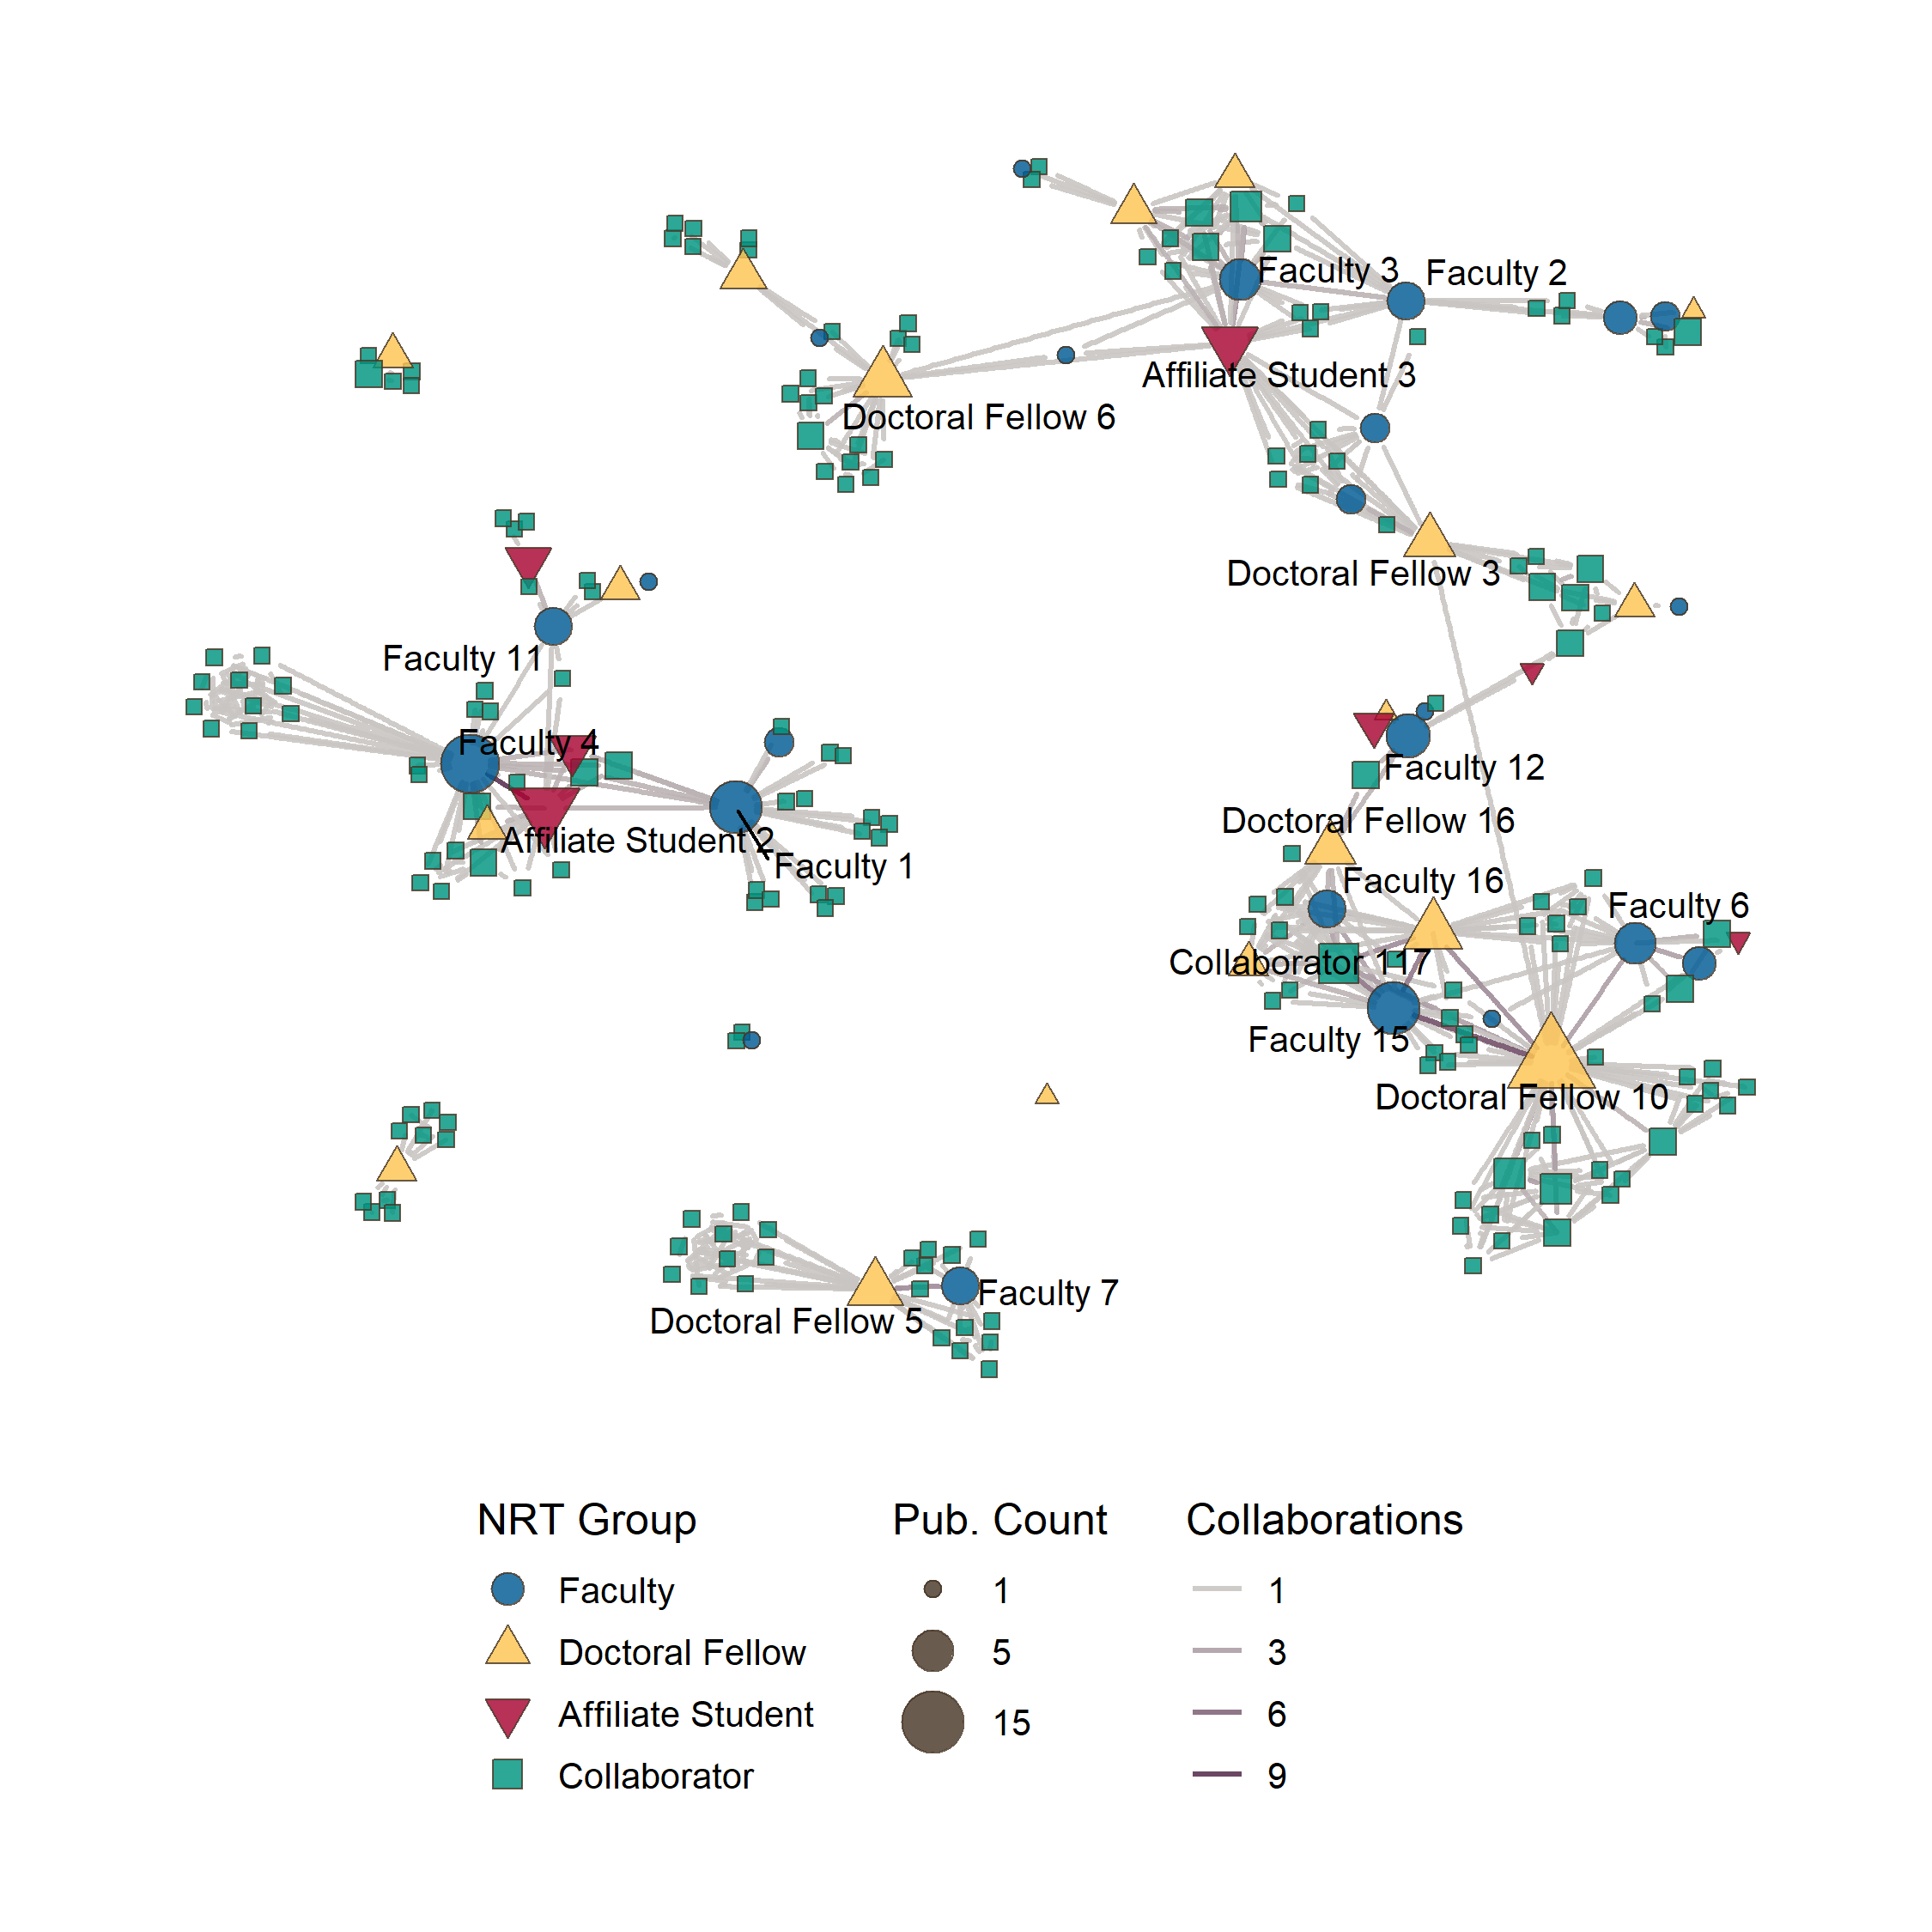 Faculty 3
Faculty 2
Affiliate Student 3
Doctoral Fellow 6
Doctoral Fellow 3
Faculty 11
Faculty 4
Faculty 12
Doctoral Fellow 16
Affiliate Student 2
Faculty 1
Faculty 16
Faculty 6
Collaborator 117
Faculty 15
Doctoral Fellow 10
Faculty 7
Doctoral Fellow 5
NRT Group
Faculty
Doctoral Fellow
Affiliate Student
Collaborator
Pub. Count
1
5
15
Collaborations
1
3
6
9